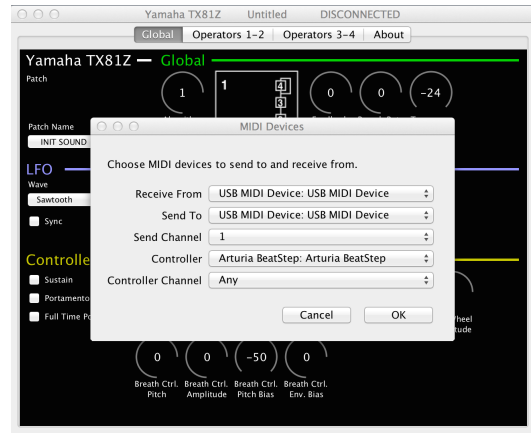 Yamaha TX81Z Untitled DISCONNECTED
Global Operators 1-2 Operators 3-4 About
Yamaha TX81Z — Global
Patch
1
1
4
3
0
0
-24
Patch Name
INIT SOUND
MIDI Devices
Choose MIDI devices to send to and receive from.
Receive From USB MIDI Device: USB MIDI Device
Send To USB MIDI Device: USB MIDI Device
Send Channel 1
Controller Arturia BeatStep: Arturia BeatStep
Controller Channel Any
Cancel OK
LFO
Wave
Sawtooth
Sync
Controlle
Sustain
Portamento
Full Time Po
0
0
-50
0
Breath Ctrl. Breath Ctrl. Breath Ctrl. Breath Ctrl.
Pitch Amplitude Pitch Bias Env. Bias